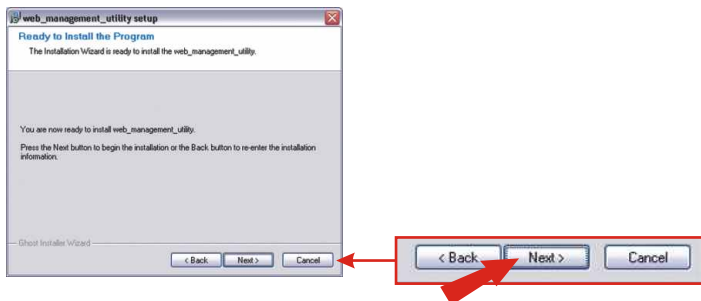 web_management_utility setup
Ready to Install the Program
The Installation Wizard is ready to install the web_management_utility.
You are now ready to install web_management_utility.
Press the Next button to begin the installation or the Back button to re-enter the installation
information.
Ghost Installer Wizard
< Back Next > Cancel
< Back Next > Cancel